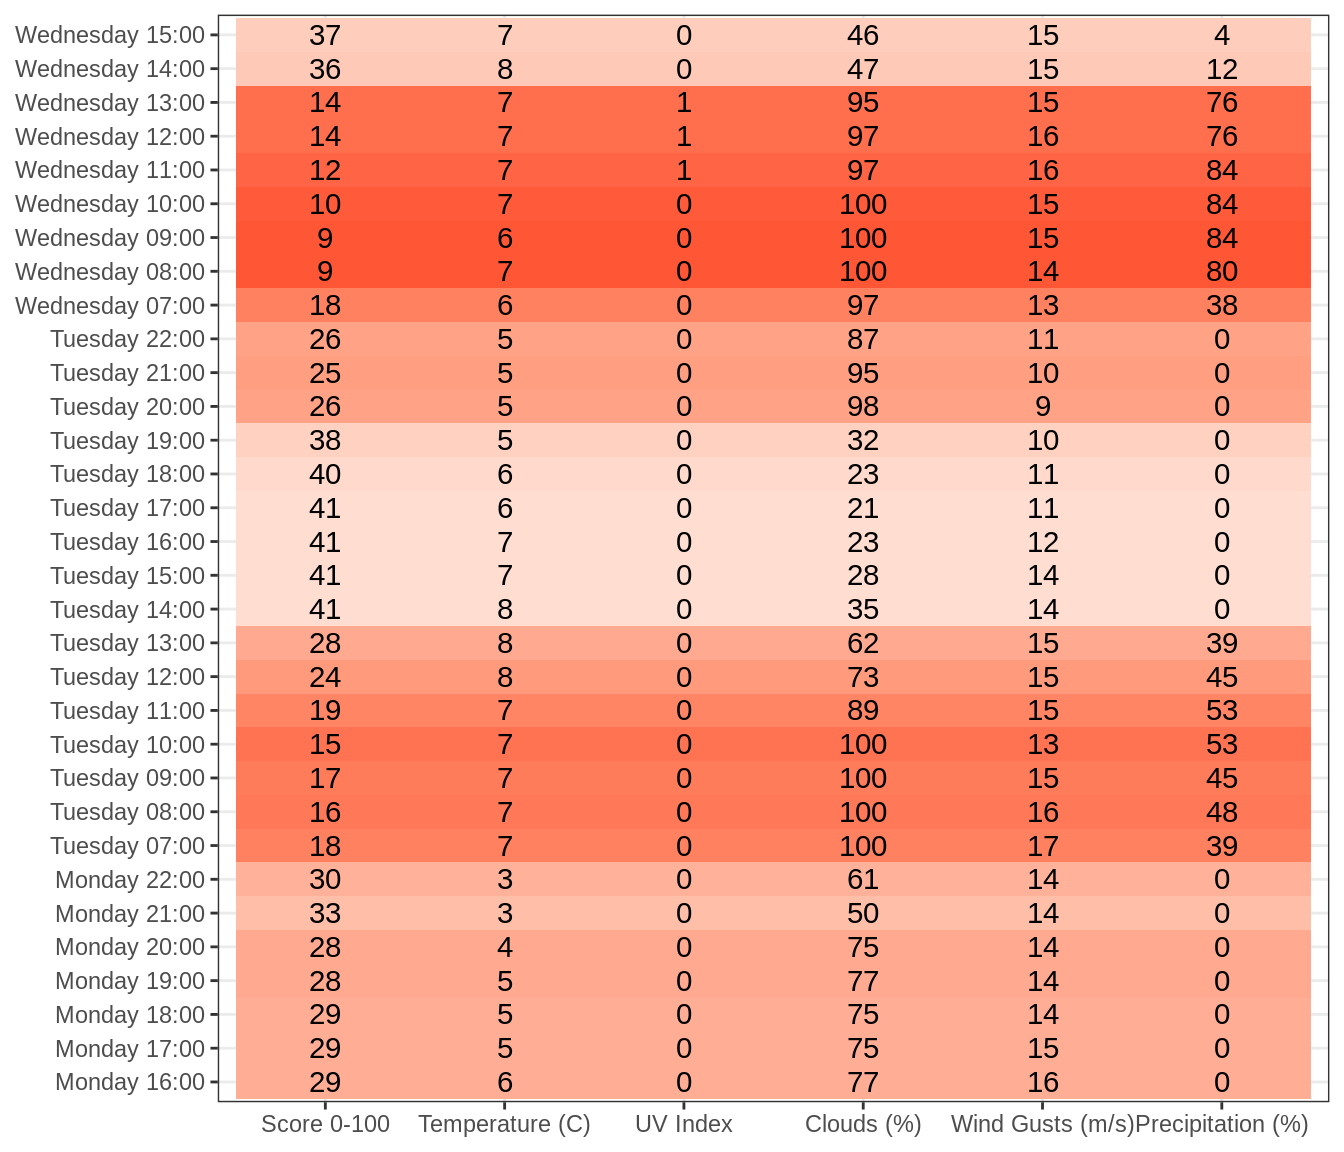 Wednesday 15:00 37 7 0 46 15 4
Wednesday 14:00 36 8 0 47 15 12
Wednesday 13:00 14 7 1 95 15 76
Wednesday 12:00 14 7 1 97 16 76
Wednesday 11:00 12 7 1 97 16 84
Wednesday 10:00 10 7 0 100 15 84
Wednesday 09:00 9 6 0 100 15 84
Wednesday 08:00 9 7 0 100 14 80
Wednesday 07:00 18 6 0 97 13 38
Tuesday 22:00 26 5 0 87 11 0
Tuesday 21:00 25 5 0 95 10 0
Tuesday 20:00 26 5 0 98 9 0
Tuesday 19:00 38 5 0 32 10 0
Tuesday 18:00 40 6 0 23 11 0
Tuesday 17:00 41 6 0 21 11 0
Tuesday 16:00 41 7 0 23 12 0
Tuesday 15:00 41 7 0 28 14 0
Tuesday 14:00 41 8 0 35 14 0
Tuesday 13:00 28 8 0 62 15 39
Tuesday 12:00 24 8 0 73 15 45
Tuesday 11:00 19 7 0 89 15 53
Tuesday 10:00 15 7 0 100 13 53
Tuesday 09:00 17 7 0 100 15 45
Tuesday 08:00 16 7 0 100 16 48
Tuesday 07:00 18 7 0 100 17 39
Monday 22:00 30 3 0 61 14 0
Monday 21:00 33 3 0 50 14 0
Monday 20:00 28 4 0 75 14 0
Monday 19:00 28 5 0 77 14 0
Monday 18:00 29 5 0 75 14 0
Monday 17:00 29 5 0 75 15 0
Monday 16:00 29 6 0 77 16 0
Score 0-100 Temperature (C) UV Index Clouds (%) Wind Gusts (m/s) Precipitation (%)